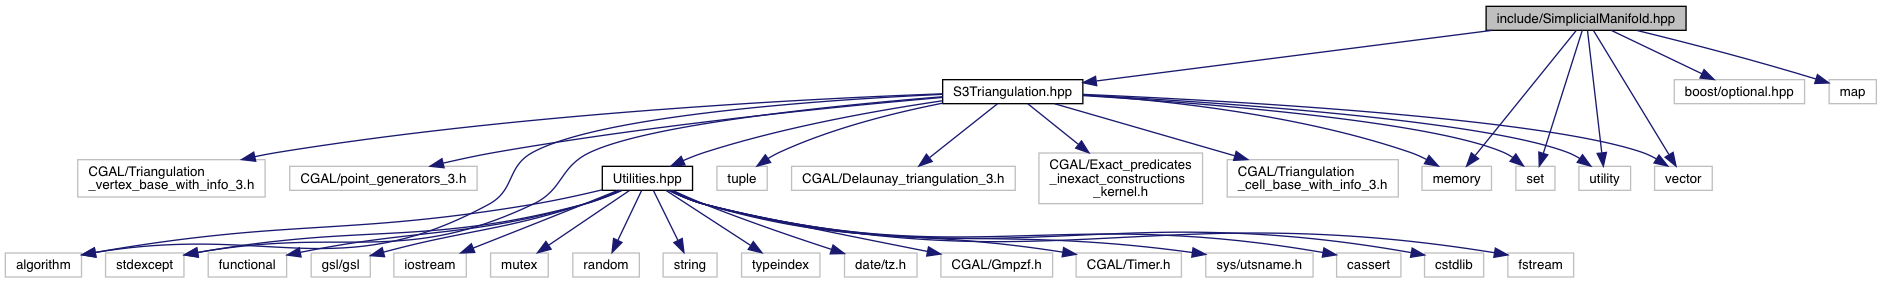 include/SimplicialManifold.hpp
S3Triangulation.hpp
boost/optional.hpp
map
CGAL/Triangulation
_vertex_base_with_info_3.h
CGAL/point_generators_3.h
Utilities.hpp
tuple
CGAL/Delaunay_triangulation_3.h
CGAL/Exact_predicates
_inexact_constructions
_kernel.h
CGAL/Triangulation
_cell_base_with_info_3.h
memory
set
utility
vector
algorithm
stdexcept
functional
gsl/gsl
iostream
mutex
random
string
typeindex
date/tz.h
CGAL/Gmpzf.h
CGAL/Timer.h
sys/utsname.h
cassert
cstdlib
fstream